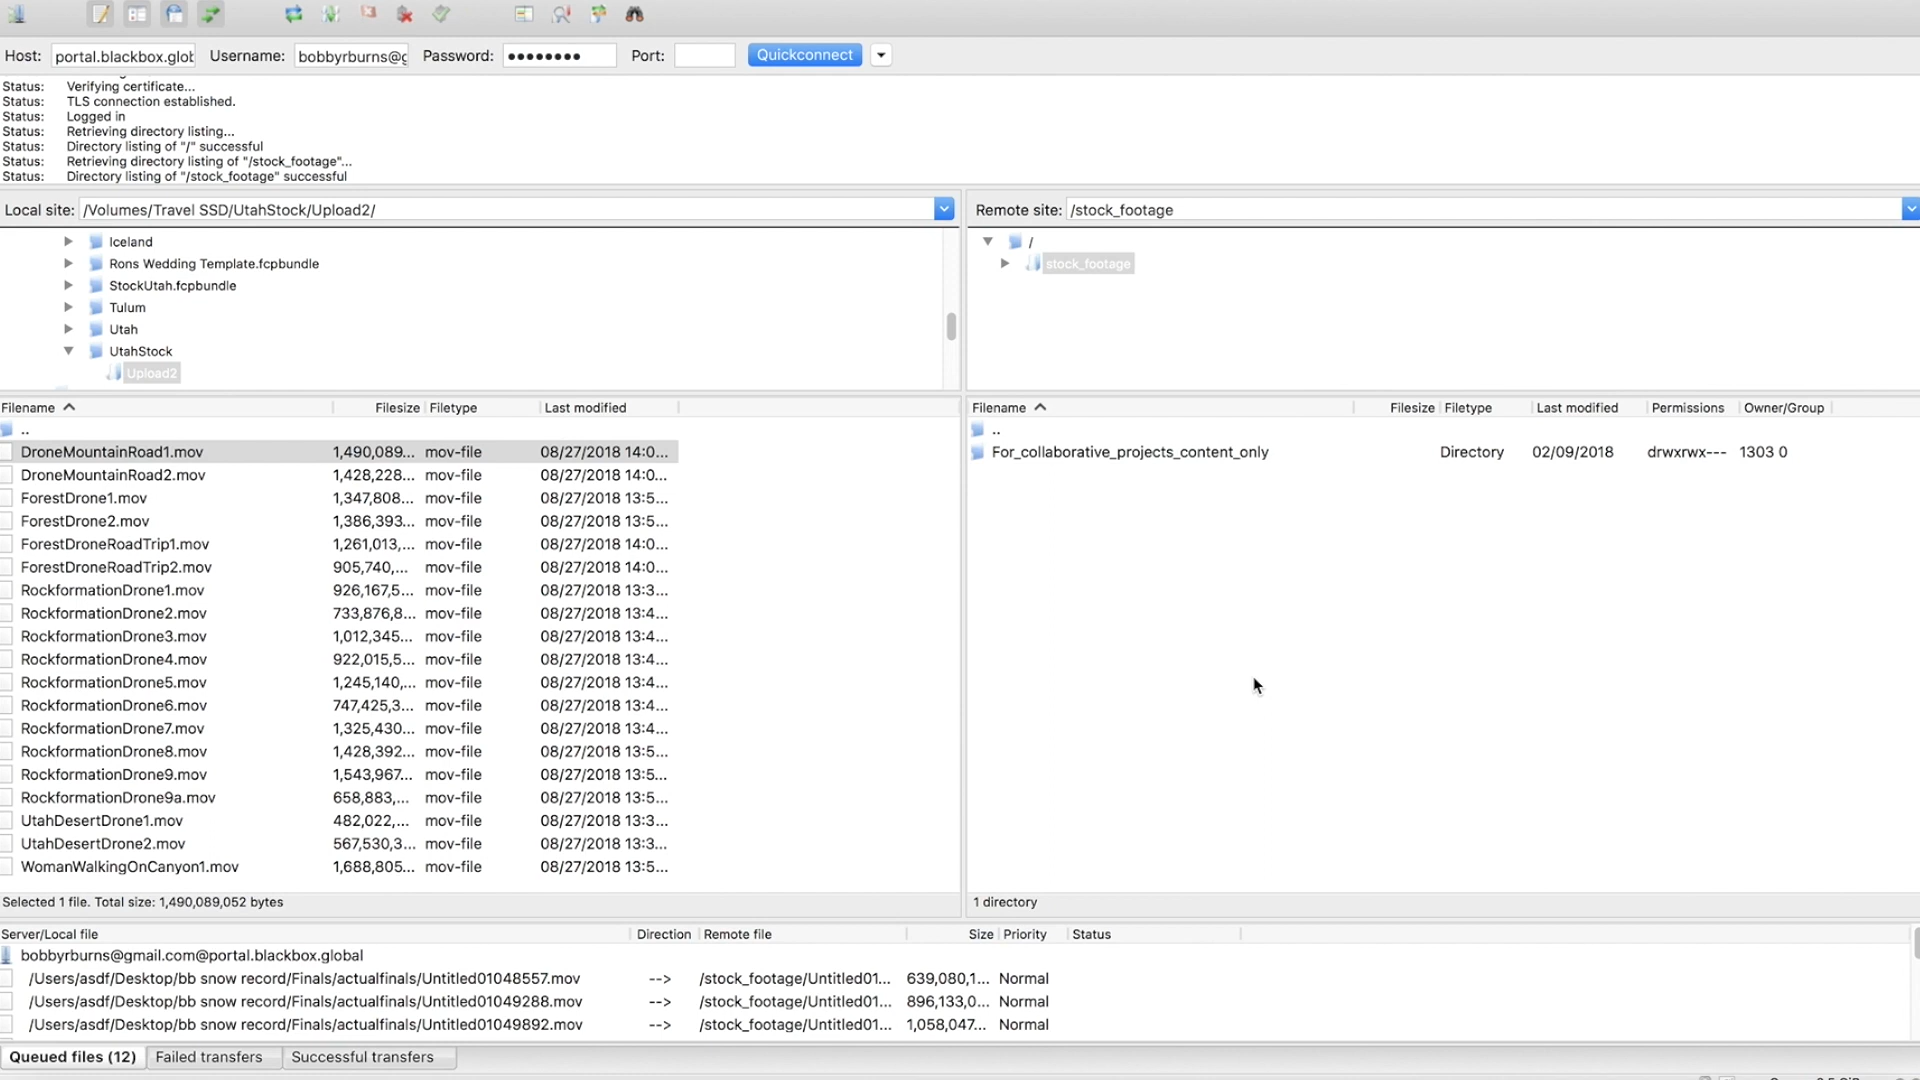 Host: portal.blackbox.glob Username: bobbyrburns@g Password: ●●●●●●●● Port: Quickconnect
Status: Verifying certificate...
Status: TLS connection established.
Status: Logged in
Status: Retrieving directory listing...
Status: Directory listing of "/" successful
Status: Retrieving directory listing of "/stock_footage"...
Status: Directory listing of "/stock_footage" successful
Local site: /Volumes/Travel SSD/UtahStock/Upload2/
Iceland
Rons Wedding Template.fcpbundle
StockUtah.fcpbundle
Tulum
Utah
UtahStock
Upload2
Remote site: /stock_footage
/
stock_footage
Filename Filesize Filetype Last modified
..
DroneMountainRoad1.mov 1,490,089... mov-file 08/27/2018 14:0...
DroneMountainRoad2.mov 1,428,228... mov-file 08/27/2018 14:0...
ForestDrone1.mov 1,347,808... mov-file 08/27/2018 13:5...
ForestDrone2.mov 1,386,393... mov-file 08/27/2018 13:5...
ForestDroneRoadTrip1.mov 1,261,013,... mov-file 08/27/2018 14:0...
ForestDroneRoadTrip2.mov 905,740,... mov-file 08/27/2018 14:0...
RockformationDrone1.mov 926,167,5... mov-file 08/27/2018 13:3...
RockformationDrone2.mov 733,876,8... mov-file 08/27/2018 13:4...
RockformationDrone3.mov 1,012,345... mov-file 08/27/2018 13:4...
RockformationDrone4.mov 922,015,5... mov-file 08/27/2018 13:4...
RockformationDrone5.mov 1,245,140,... mov-file 08/27/2018 13:4...
RockformationDrone6.mov 747,425,3... mov-file 08/27/2018 13:4...
RockformationDrone7.mov 1,325,430... mov-file 08/27/2018 13:4...
RockformationDrone8.mov 1,428,392... mov-file 08/27/2018 13:5...
RockformationDrone9.mov 1,543,967... mov-file 08/27/2018 13:5...
RockformationDrone9a.mov 658,883,... mov-file 08/27/2018 13:5...
UtahDesertDrone1.mov 482,022,... mov-file 08/27/2018 13:3...
UtahDesertDrone2.mov 567,530,3... mov-file 08/27/2018 13:3...
WomanWalkingOnCanyon1.mov 1,688,805... mov-file 08/27/2018 13:5...
Selected 1 file. Total size: 1,490,089,052 bytes
Filename Filesize Filetype Last modified Permissions Owner/Group
..
For_collaborative_projects_content_only Directory 02/09/2018 drwxrwx--- 1303 0
1 directory
Server/Local file Direction Remote file Size Priority Status
bobbyrburns@gmail.com@portal.blackbox.global
/Users/asdf/Desktop/bb snow record/Finals/actualfinals/Untitled01048557.mov --> /stock_footage/Untitled01... 639,080,1... Normal
/Users/asdf/Desktop/bb snow record/Finals/actualfinals/Untitled01049288.mov --> /stock_footage/Untitled01... 896,133,0... Normal
/Users/asdf/Desktop/bb snow record/Finals/actualfinals/Untitled01049892.mov --> /stock_footage/Untitled01... 1,058,047... Normal
Queued files (12) Failed transfers Successful transfers